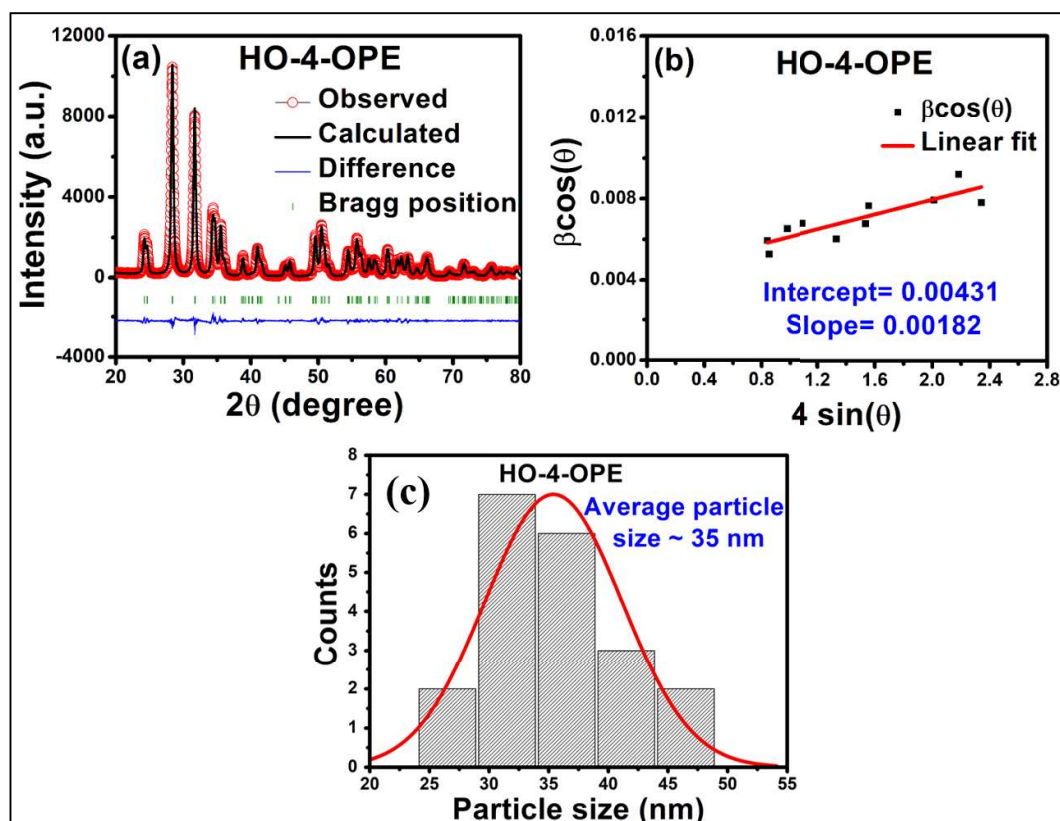 (a)
HO-4-OPE
Observed
Calculated
Difference
Bragg position
Intensity (a.u.)
12000
8000
4000
0
-4000
20 30 40 50 60 70 80
2θ (degree)
(b)
HO-4-OPE
βcos(θ)
Linear fit
Intercept= 0.00431
Slope= 0.00182
βcos(θ)
0.016
0.012
0.008
0.004
0.000
0.0 0.4 0.8 1.2 1.6 2.0 2.4 2.8
4 sin(θ)
(c)
HO-4-OPE
Average particle
size ~ 35 nm
Counts
8
7
6
5
4
3
2
1
0
20 25 30 35 40 45 50 55
Particle size (nm)